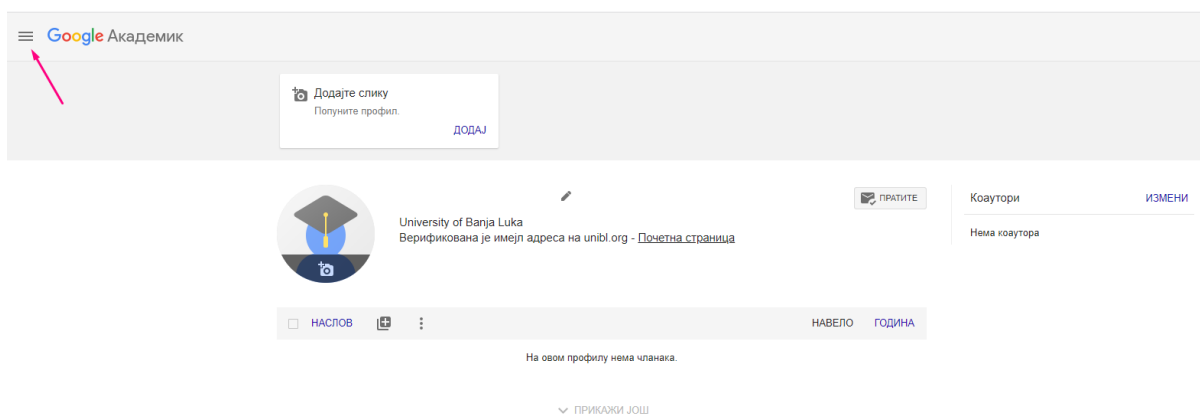 Google Академик
Додајте слику
Попуните профил.
ДОДАЈ
ПРАТИТЕ
University of Banja Luka
Верификована је имејл адреса на unibl.org - Почетна страница
Коаутори ИЗМЕНИ
Нема коаутора
НАСЛОВ НАВЕЛО ГОДИНА
На овом профилу нема чланака.
ПРИКАЖИ ЈОШ